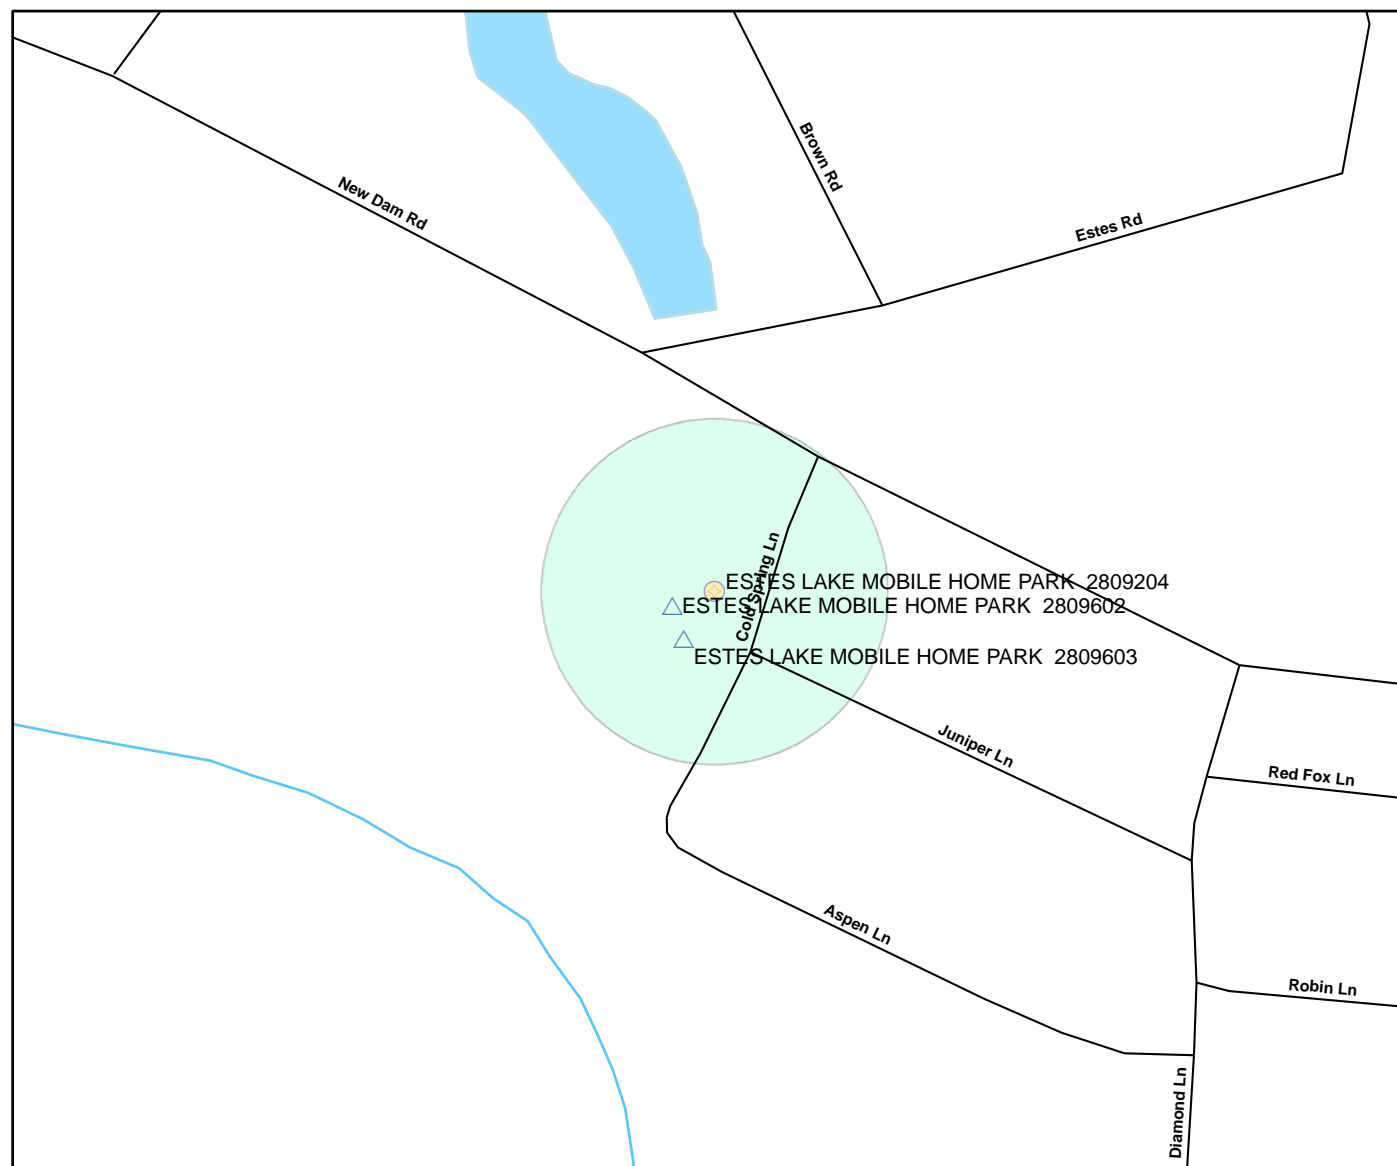 Brown Rd
New Dam Rd
Estes Rd
Cold Spring Ln
ESTES LAKE MOBILE HOME PARK 2809204
ESTES LAKE MOBILE HOME PARK 2809602
ESTES LAKE MOBILE HOME PARK 2809603
Juniper Ln
Red Fox Ln
Aspen Ln
Robin Ln
Diamond Ln